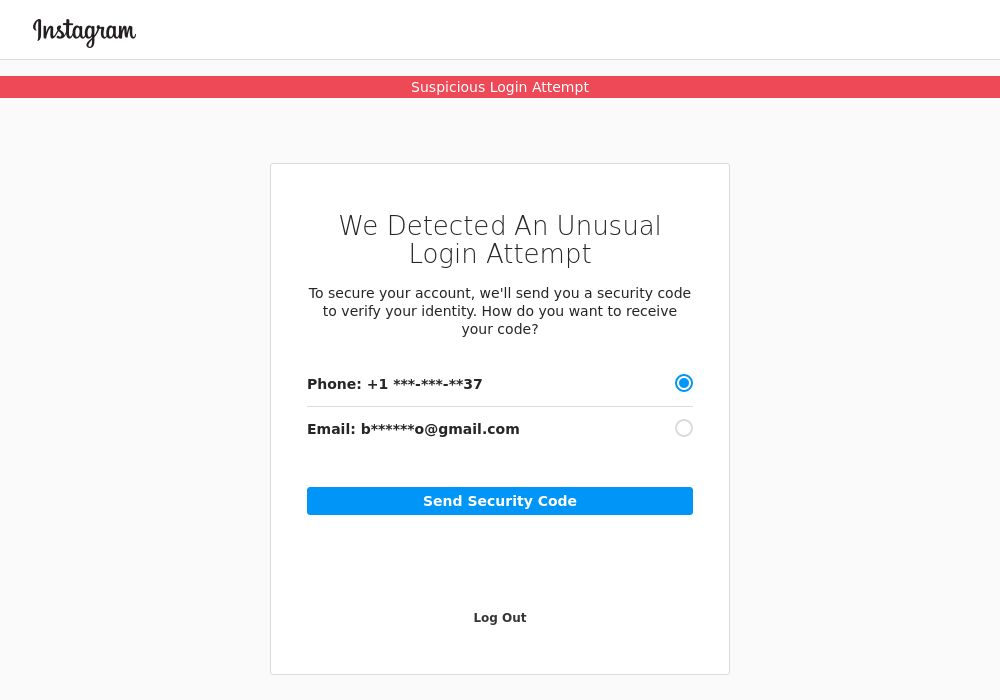 Instagram
Suspicious Login Attempt
We Detected An Unusual
Login Attempt
To secure your account, we'll send you a security code
to verify your identity. How do you want to receive
your code?
Phone: +1 ***-***-**37
Email: b******o@gmail.com
Send Security Code
Log Out